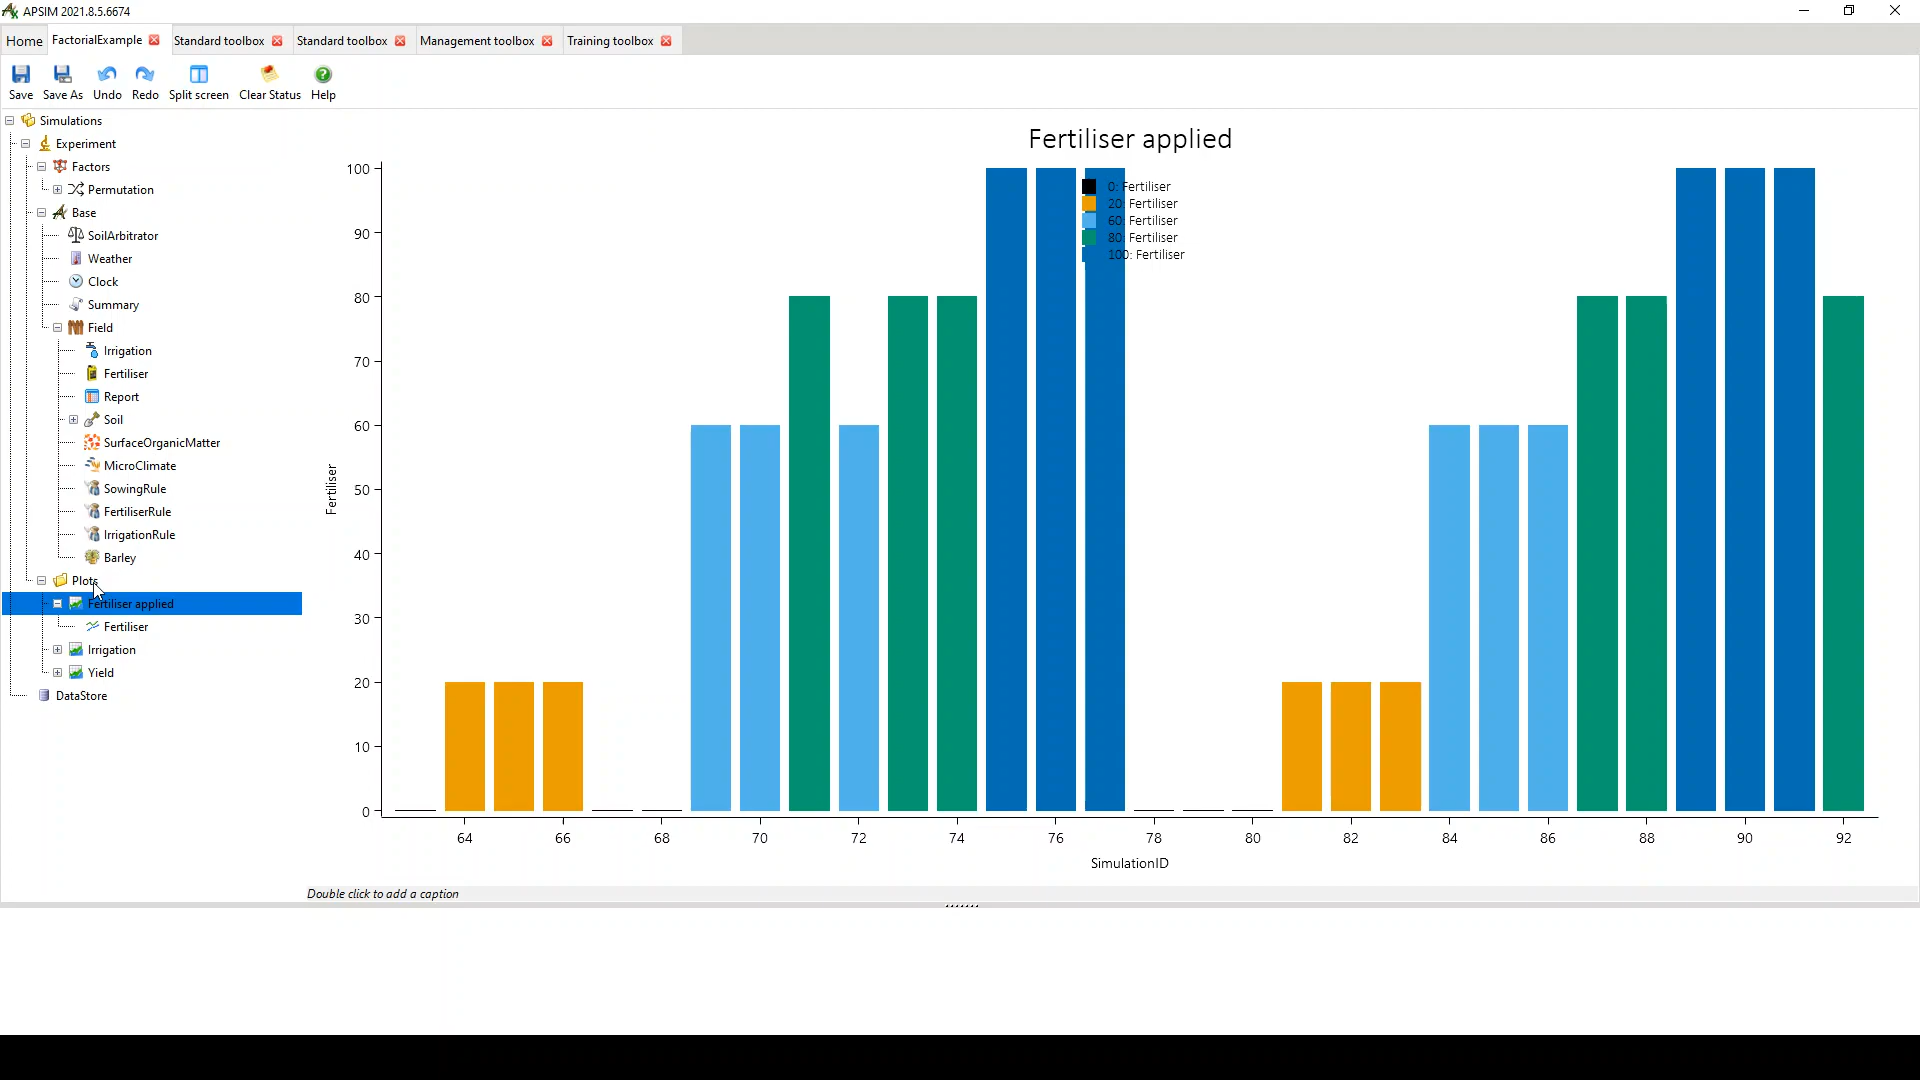 APSIM 2021.8.5.6674
Home FactorialExample Standard toolbox Standard toolbox Management toolbox Training toolbox
Save Save As Undo Redo Split screen Clear Status Help
Simulations
Experiment
Factors
Permutation
Base
SoilArbitrator
Weather
Clock
Summary
Field
Irrigation
Fertiliser
Report
Soil
SurfaceOrganicMatter
MicroClimate
SowingRule
FertiliserRule
IrrigationRule
Barley
Plots
Fertiliser applied
Fertiliser
Irrigation
Yield
DataStore
Fertiliser applied
0: Fertiliser
20: Fertiliser
60: Fertiliser
80: Fertiliser
100: Fertiliser
100
90
80
70
60
50
40
30
20
10
0
Fertiliser
64 66 68 70 72 74 76 78 80 82 84 86 88 90 92
SimulationID
Double click to add a caption